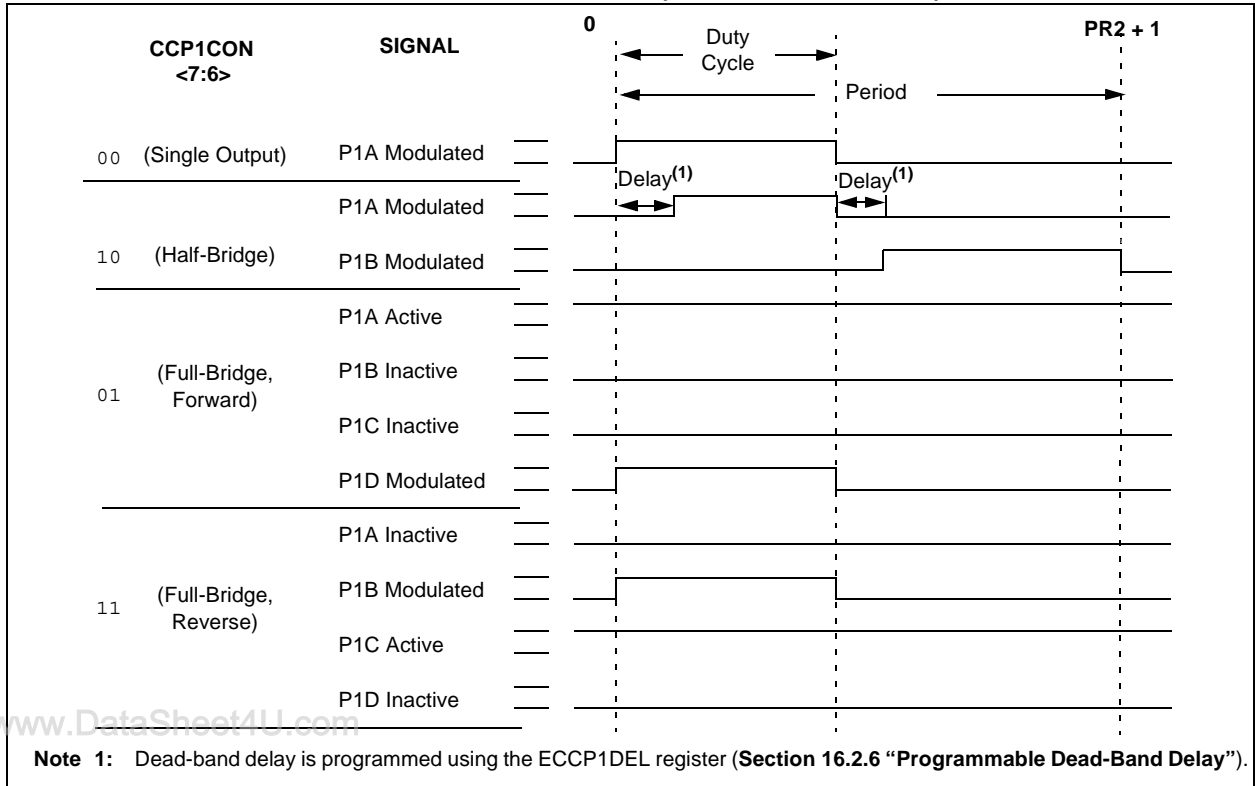 0
PR2 + 1
CCP1CON
<7:6>
SIGNAL
Duty
Cycle
Period
00 (Single Output) P1A Modulated
Delay(1)
Delay(1)
P1A Modulated
10 (Half-Bridge)
P1B Modulated
P1A Active
01 (Full-Bridge,
Forward)
P1B Inactive
P1C Inactive
P1D Modulated
P1A Inactive
11 (Full-Bridge,
Reverse)
P1B Modulated
P1C Active
P1D Inactive
www.DataSheet4U.com
Note 1: Dead-band delay is programmed using the ECCP1DEL register (Section 16.2.6 “Programmable Dead-Band Delay”).